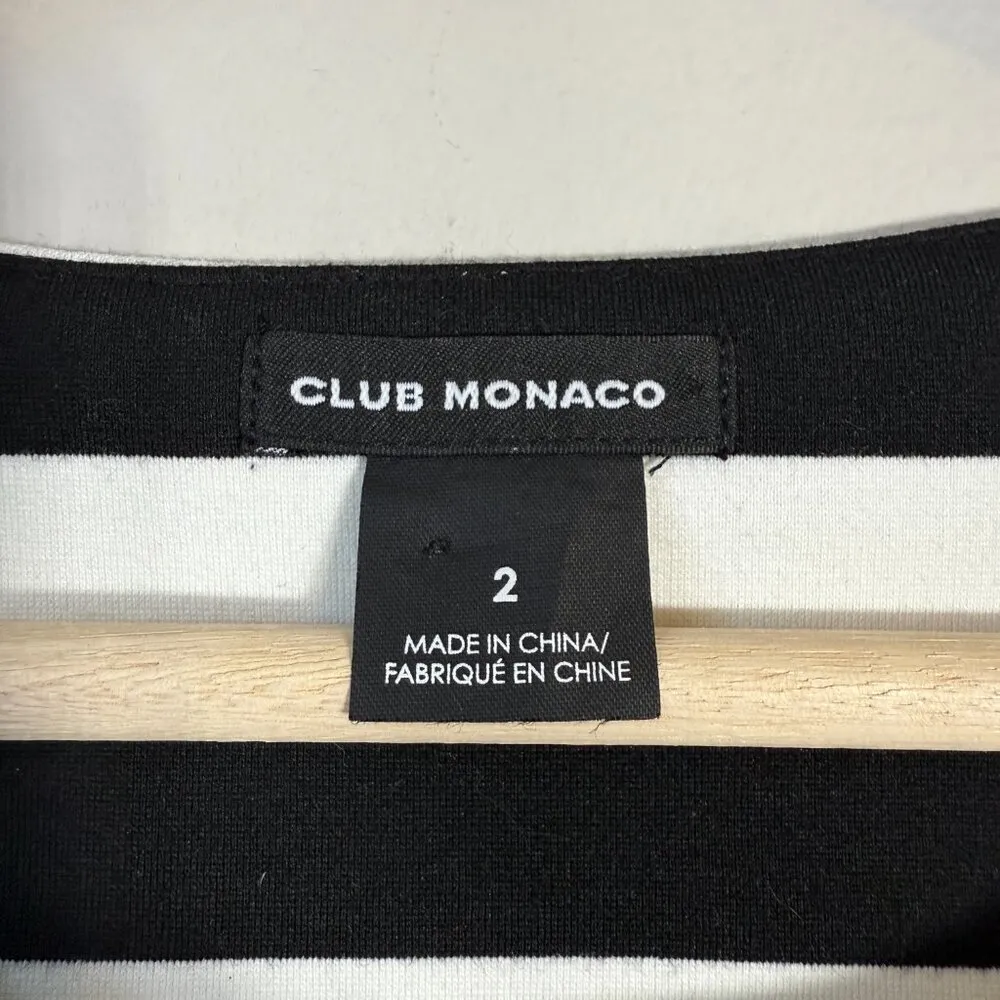 CLUB MONACO
2
MADE IN CHINA/
FABRIQUÉ EN CHINE